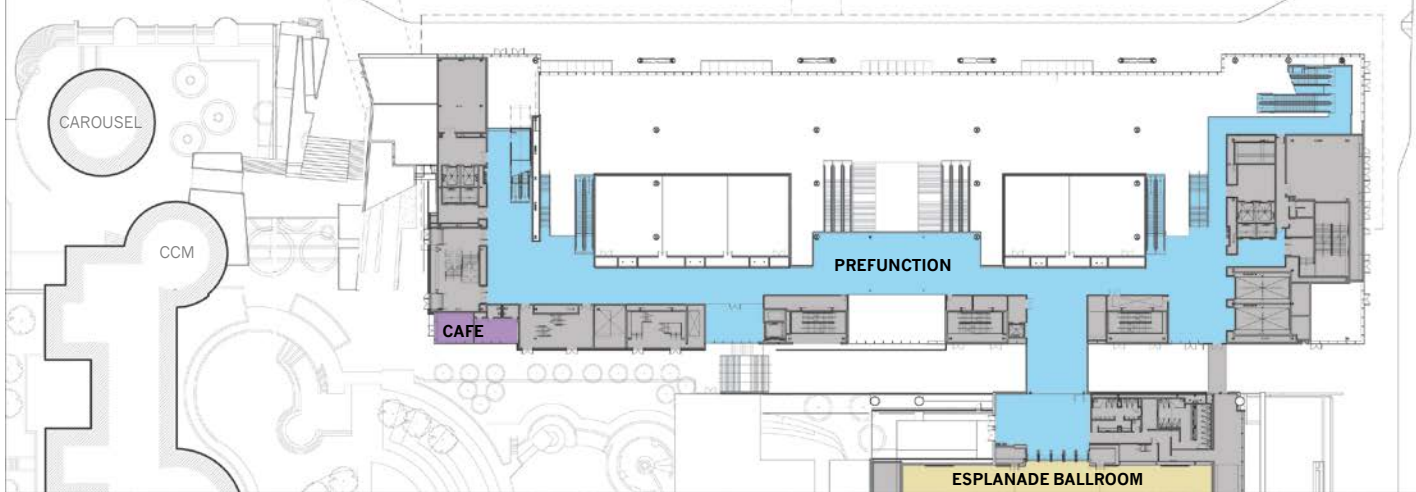 CAROUSEL
CCM
PREFUNCTION
CAFE
ESPLANADE BALLROOM